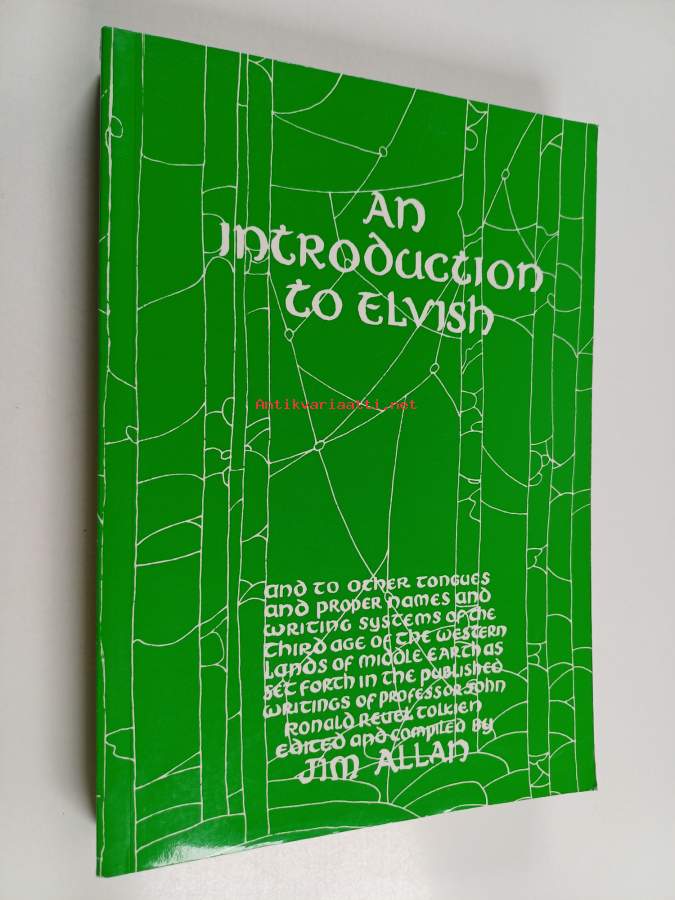 An
Introduction
to Elvish
Antikvariaatti.net
and to other tongues
and proper names and
writing systems of the
third age of the western
lands of middle earth as
set forth in the published
writings of professor John
Ronald Reuel Tolkien
edited and compiled by
Jim Allan